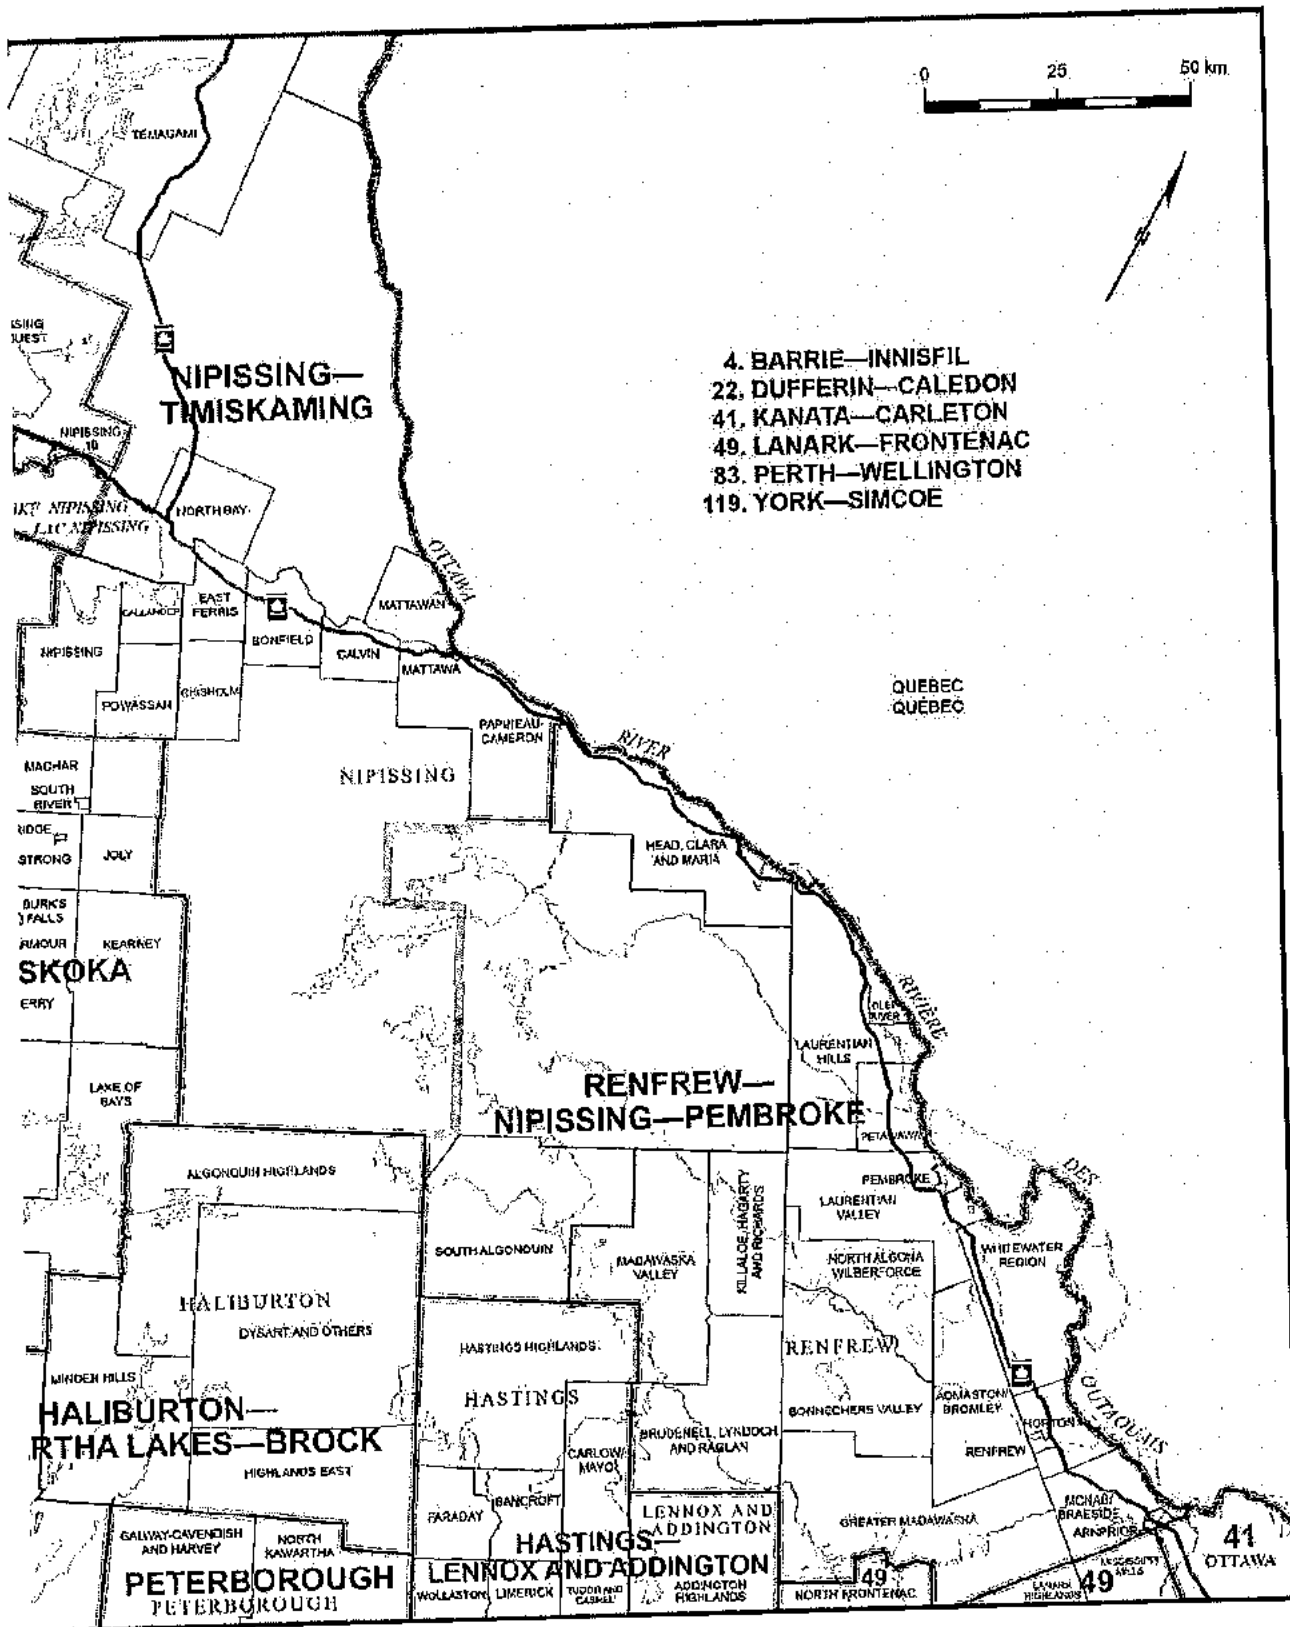 0 25 50 km
TEMAGAMI
NIPISSING—
TIMISKAMING
4. BARRIE—INNISFIL
22. DUFFERIN—CALEDON
41. KANATA—CARLETON
49. LANARK—FRONTENAC
83. PERTH—WELLINGTON
119. YORK—SIMCOE
NIPISSING
10
NIPISSING
LAC NIPISSING
NORTH BAY
OTTAWA
CALLANDER
EAST
FERRIS
MATTAWAN
NIPISSING
BONFIELD
CALVIN
MATTAWA
POWASSAN
CHISHOLM
QUEBEC
QUÉBEC
PAPINEAU-
CAMERON
RIVER
MACHAR
SOUTH
RIVER
NIPISSING
STRONG
JOLY
HEAD, CLARA
AND MARIA
BURK'S
FALLS
KEARNEY
SKOKA
ERRY
RIVIÈRE
LAURENTIAN
HILLS
LAKE OF
BAYS
RENFREW—
NIPISSING—PEMBROKE
PETAWAWA
ALGONQUIN HIGHLANDS
PEMBROKE
DES
LAURENTIAN
VALLEY
KILLALOE, HAGARTY
AND RICHARDS
SOUTH ALGONQUIN
MADAWASKA
VALLEY
NORTH ALGONA
WILBERFORCE
WHITEWATER
REGION
HALIBURTON
DYSART AND OTHERS
HASTINGS HIGHLANDS
RENFREW
MINDEN HILLS
HASTINGS
BONNECHERE VALLEY
ADMASTON/
BROMLEY
HORTON
OUTAOUAIS
HALIBURTON—
RTHA LAKES—BROCK
BRUDENELL, LYNDOCH
AND RAGLAN
CARLOW/
MAYO
RENFREW
HIGHLANDS EAST
FARADAY
BANCROFT
LENNOX AND
ADDINGTON
GREATER MADAWASKA
MCNAB/
BRAESIDE
ARNPRIOR
GALWAY-CAVENDISH
AND HARVEY
NORTH
KAWARTHA
HASTINGS—
LENNOX AND ADDINGTON
41
OTTAWA
PETERBOROUGH
PETERBOROUGH
WOLLASTON
LIMERICK
TUDOR AND
CASHEL
ADDINGTON
HIGHLANDS
49
NORTH FRONTENAC
LANARK
HIGHLANDS
49